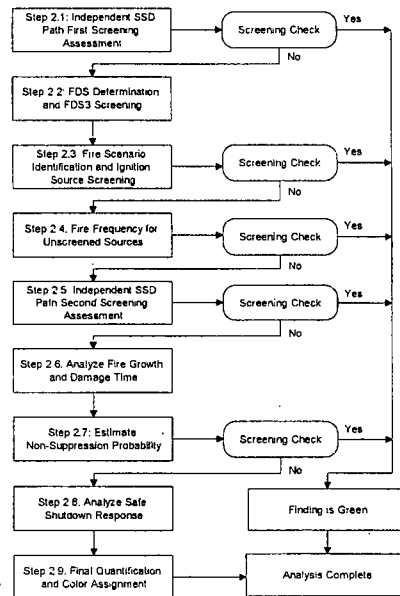 Step 2.1: Independent SSD
Path First Screening
Assessment
Screening Check
Yes
No
Step 2.2: FDS Determination
and FDS3 Screening
Step 2.3: Fire Scenario
Identification and Ignition
Source Screening
Screening Check
Yes
No
Step 2.4. Fire Frequency for
Unscreened Sources
Screening Check
Yes
No
Step 2.5 Independent SSD
Path Second Screening
Assessment
Screening Check
Yes
No
Step 2.6. Analyze Fire Growth
and Damage Time
Step 2.7: Estimate
Non-Suppression Probability
Screening Check
Yes
No
Step 2.8. Analyze Safe
Shutdown Response
Finding is Green
Step 2.9. Final Quantification
and Color Assignment
Analysis Complete